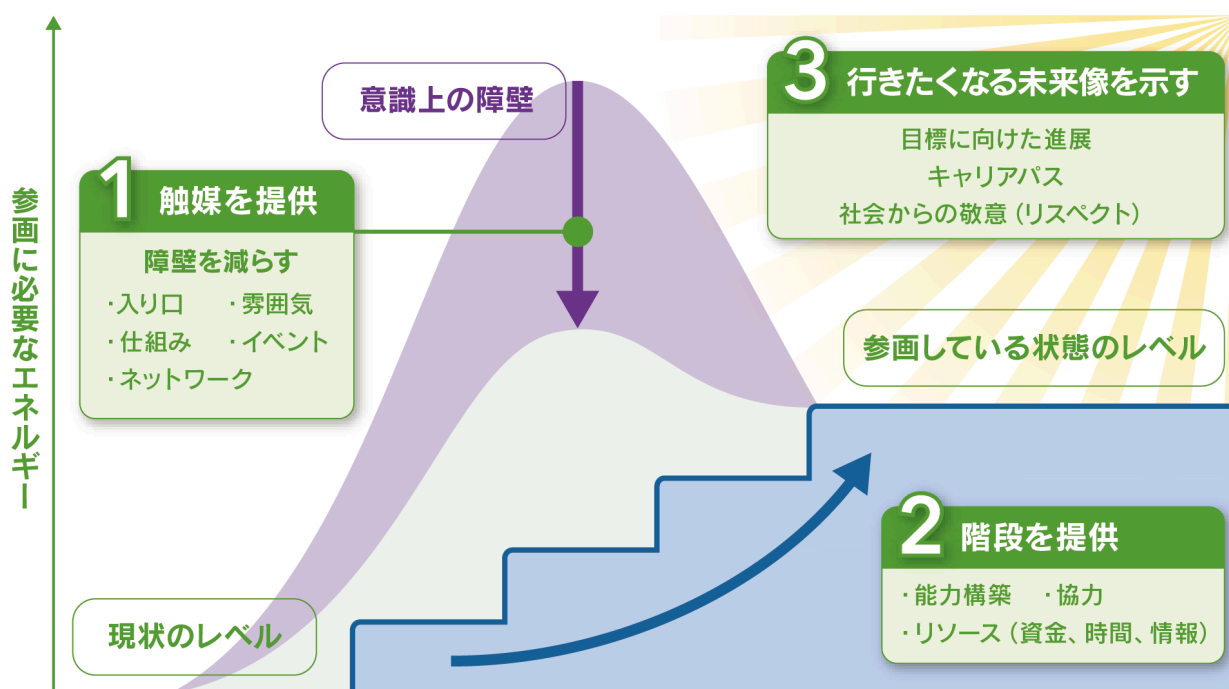 参画に必要なエネルギー
意識上の障壁
1 触媒を提供
障壁を減らす
・入り口 ・雰囲気
・仕組み ・イベント
・ネットワーク
3 行きたくなる未来像を示す
目標に向けた進展
キャリアパス
社会からの敬意（リスペクト）
参画している状態のレベル
2 階段を提供
・能力構築 ・協力
・リソース（資金、時間、情報）
現状のレベル